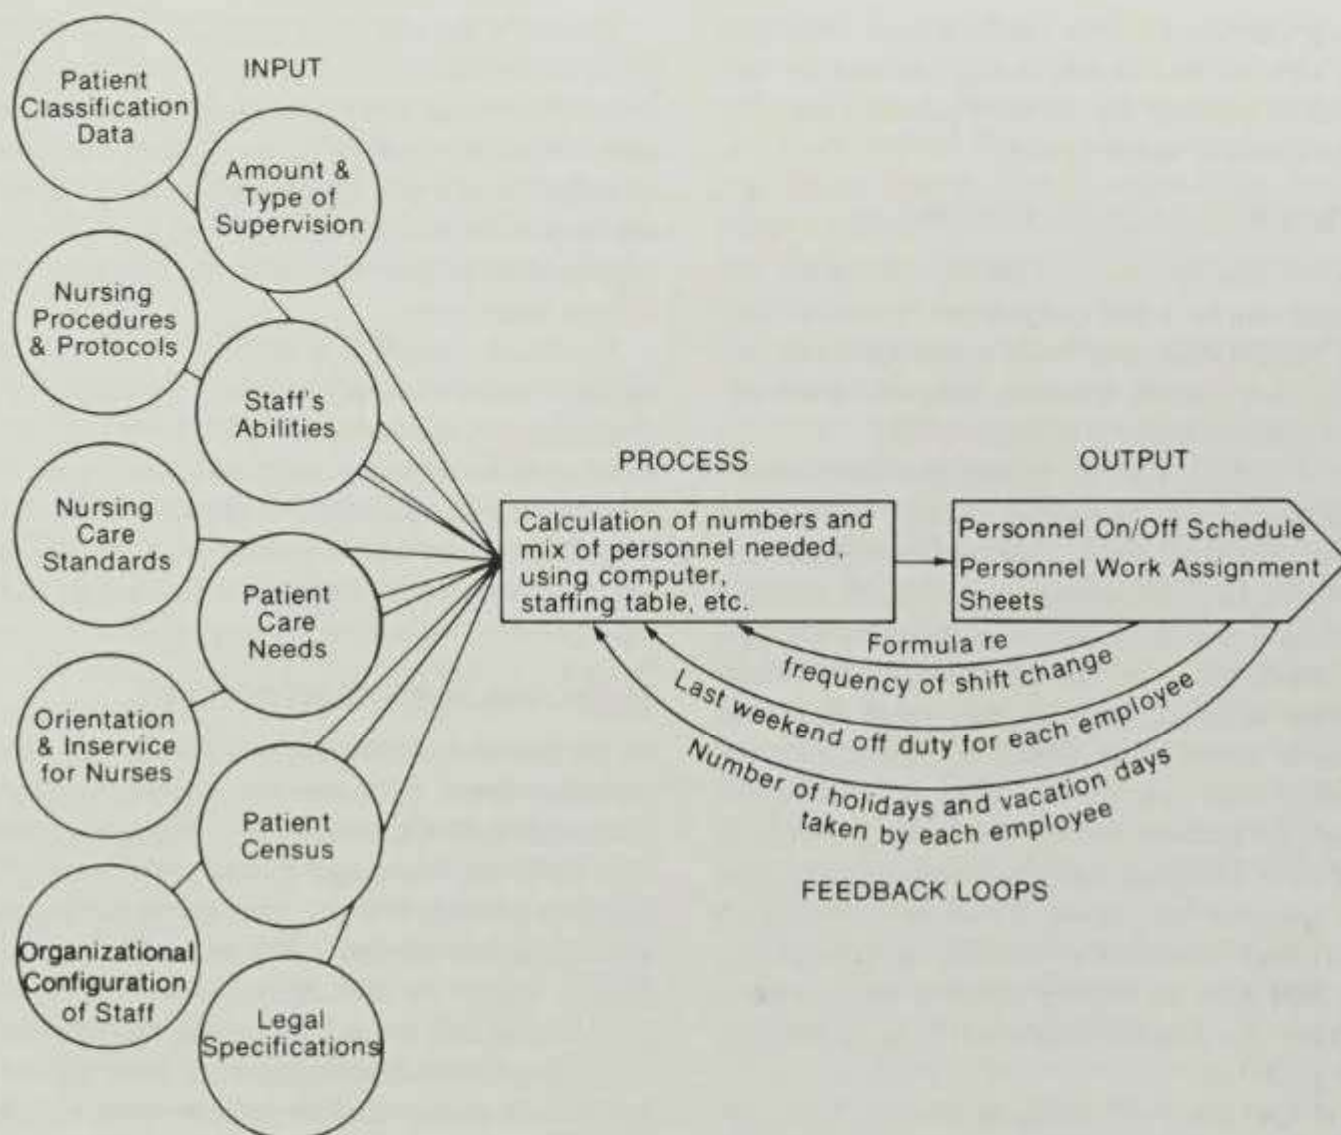 INPUT
Patient
Classification
Data
Amount &
Type of
Supervision
Nursing
Procedures
& Protocols
Staff's
Abilities
Nursing
Care
Standards
Patient
Care
Needs
Orientation
& Inservice
for Nurses
Patient
Census
Organizational
Configuration
of Staff
Legal
Specifications
PROCESS
Calculation of numbers and
mix of personnel needed,
using computer,
staffing table, etc.
OUTPUT
Personnel On/Off Schedule
Personnel Work Assignment
Sheets
Formula re
frequency of shift change
Last weekend off duty for each employee
Number of holidays and vacation days
taken by each employee
FEEDBACK LOOPS